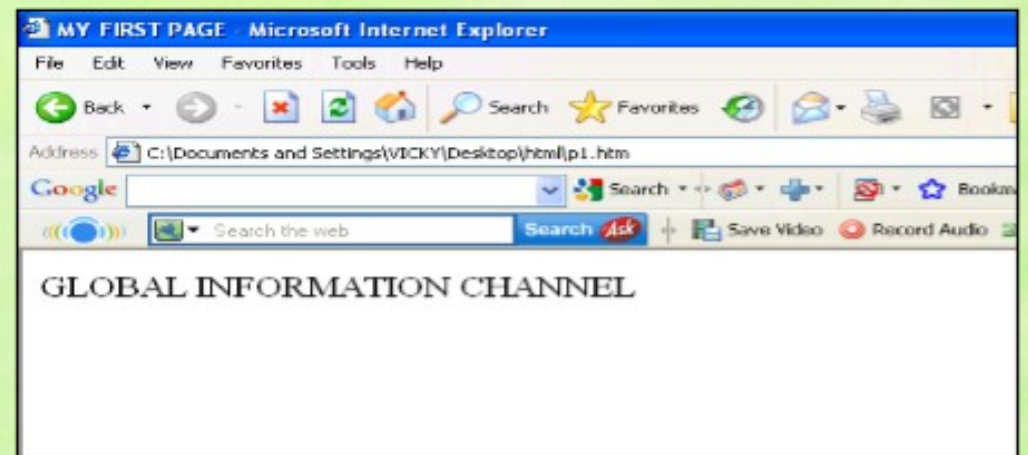 MY FIRST PAGE - Microsoft Internet Explorer
File Edit View Favorites Tools Help
Back Search Favorites
Address C:\Documents and Settings\VICKY\Desktop\html\p1.htm
Google Search
Search the web Search Ask Save Video Record Audio
GLOBAL INFORMATION CHANNEL